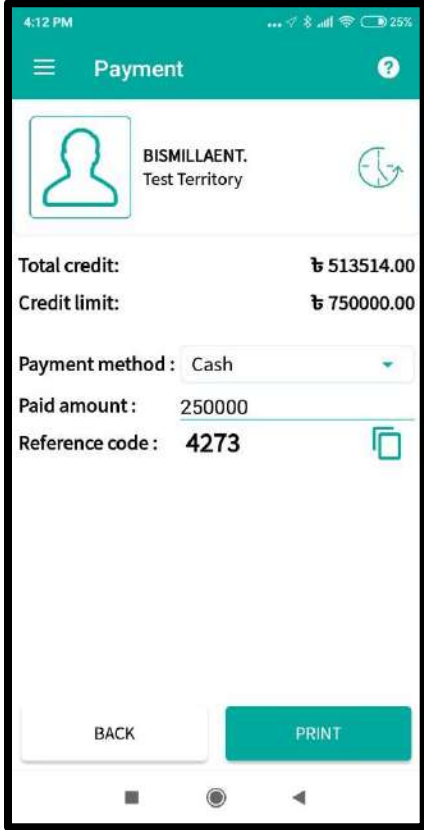 4:12 PM ... 25%
Payment ?
BISMILLAENT.
Test Territory
Total credit: ৳ 513514.00
Credit limit: ৳ 750000.00
Payment method : Cash
Paid amount : 250000
Reference code : 4273
BACK PRINT